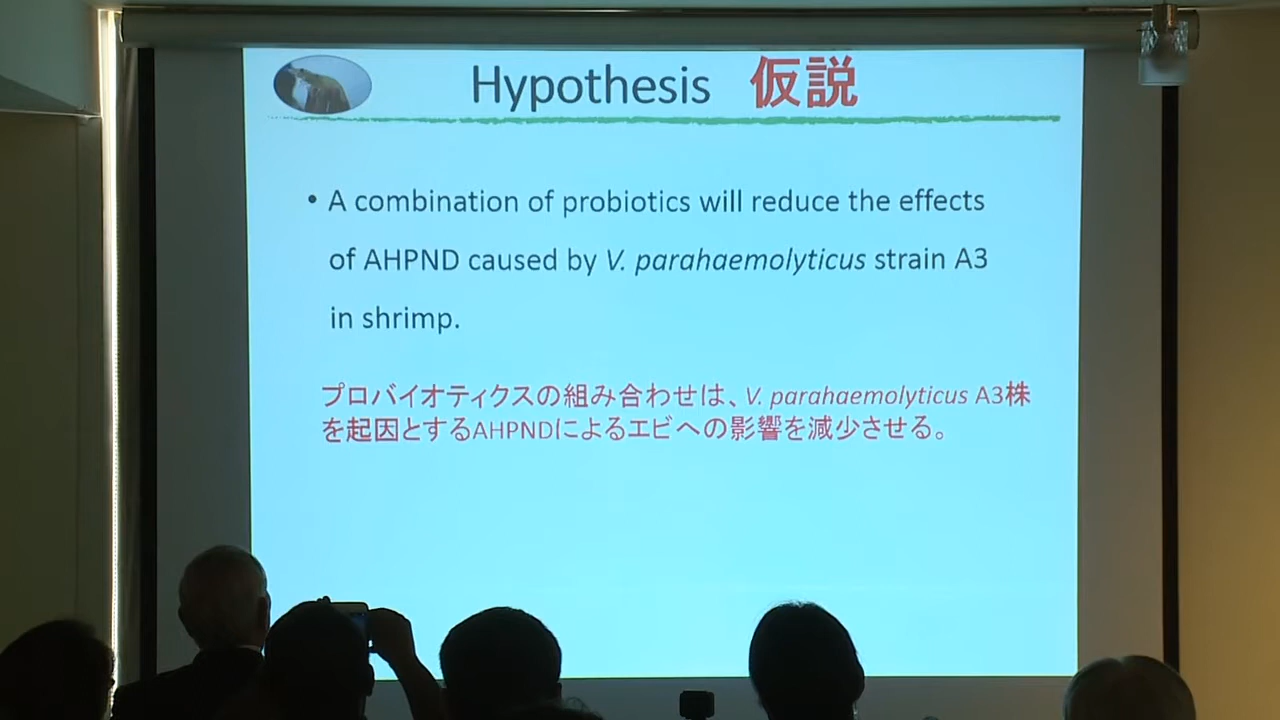 Hypothesis 仮説
• A combination of probiotics will reduce the effects
of AHPND caused by V. parahaemolyticus strain A3
in shrimp.
プロバイオティクスの組み合わせは、V. parahaemolyticus A3株
を起因とするAHPNDによるエビへの影響を減少させる。